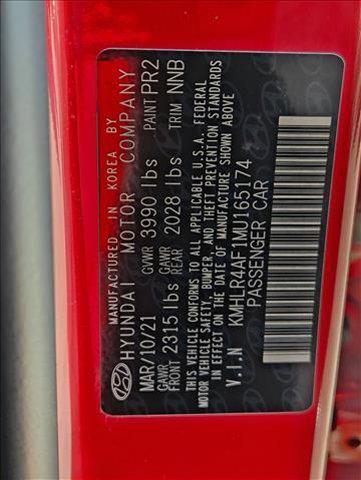 MANUFACTURED IN KOREA BY
HYUNDAI MOTOR COMPANY
MAR/10/21 GVWR 3990 lbs PAINT PR2
GAWR FRONT 2315 lbs GAWR REAR 2028 lbs TRIM NNB
THIS VEHICLE CONFORMS TO ALL APPLICABLE U.S.A. FEDERAL
MOTOR VEHICLE SAFETY, BUMPER, AND THEFT PREVENTION STANDARDS
IN EFFECT ON THE DATE OF MANUFACTURE SHOWN ABOVE
V.I.N KMHLR4AF1MU165174
PASSENGER CAR